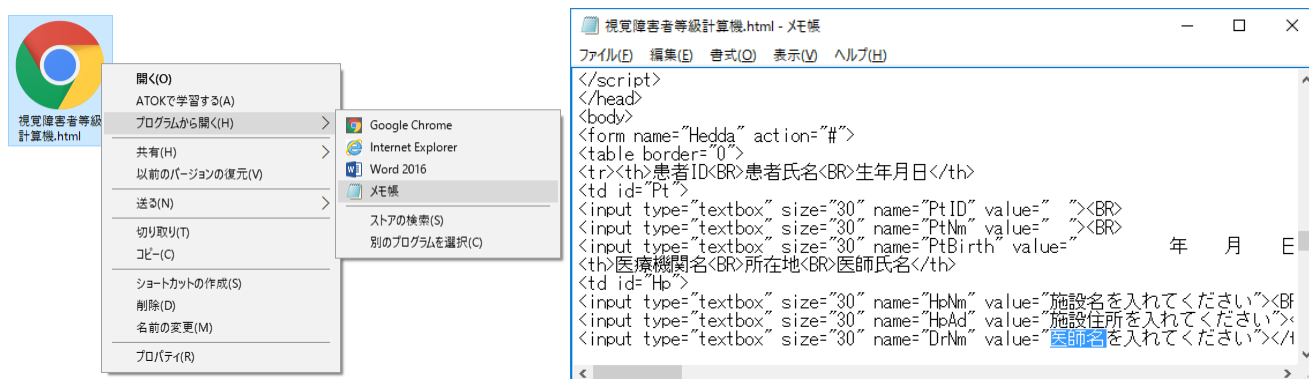 視覚障害者等級
計算機.html
開く(O)
ATOKで学習する(A)
プログラムから開く(H)
共有(H)
以前のバージョンの復元(V)
送る(N)
切り取り(T)
コピー(C)
ショートカットの作成(S)
削除(D)
名前の変更(M)
プロパティ(R)
Google Chrome
Internet Explorer
Word 2016
メモ帳
ストアの検索(S)
別のプログラムを選択(C)
視覚障害者等級計算機.html - メモ帳
ファイル(F) 編集(E) 書式(O) 表示(V) ヘルプ(H)
</script>
</head>
<body>
<form name="Hedda" action="#">
<table border="0">
<tr><th>患者ID<BR>患者氏名<BR>生年月日</th>
<td id="Pt">
<input type="textbox" size="30" name="PtID" value="  "><BR>
<input type="textbox" size="30" name="PtNm" value="  "><BR>
<input type="textbox" size="30" name="PtBirth" value="        年  月  日
<th>医療機関名<BR>所在地<BR>医師氏名</th>
<td id="Hp">
<input type="textbox" size="30" name="HpNm" value="施設名を入れてください"><BR
<input type="textbox" size="30" name="HpAd" value="施設住所を入れてください"><
<input type="textbox" size="30" name="DrNm" value="医師名を入れてください"></t